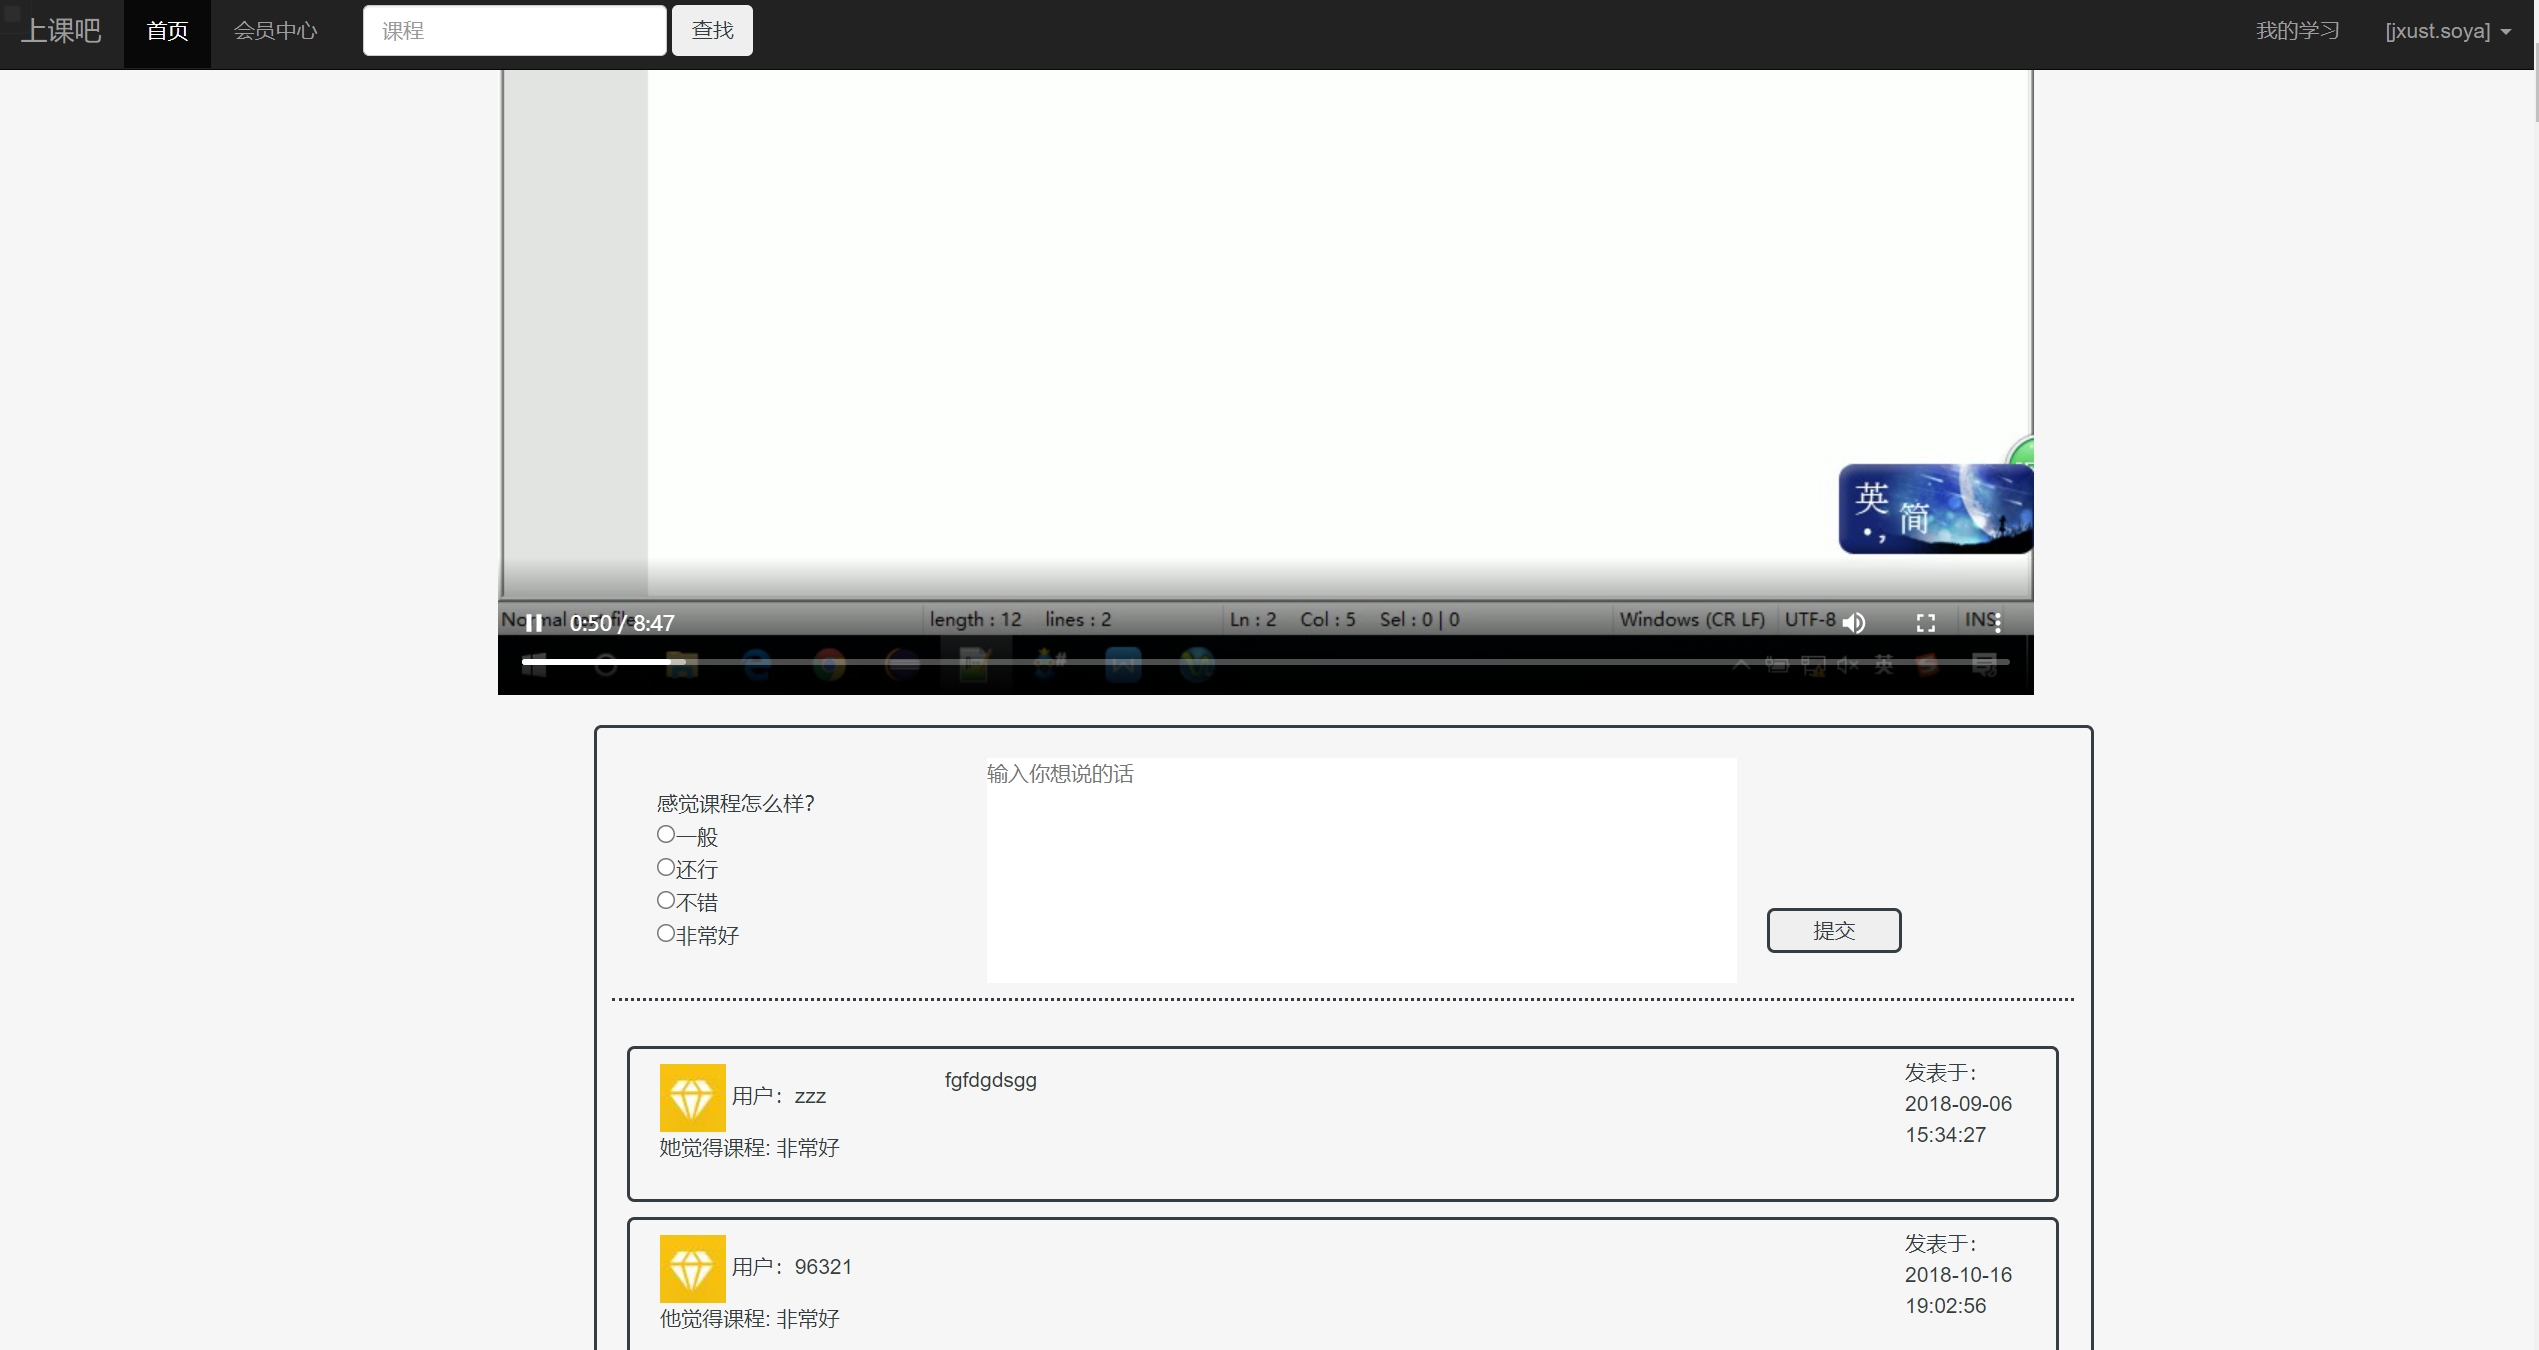 上课吧 首页 会员中心 课程 查找 我的学习 [jxust.soya]
英
简
Normal text file length : 12 lines : 2 Ln : 2 Col : 5 Sel : 0 | 0 Windows (CR LF) UTF-8 INS
0:50 / 8:47
英
输入你想说的话
感觉课程怎么样？
一般
还行
不错
非常好
提交
用户：zzz
fgfdgdsgg
发表于：
2018-09-06
15:34:27
她觉得课程: 非常好
用户：96321
发表于：
2018-10-16
19:02:56
他觉得课程: 非常好